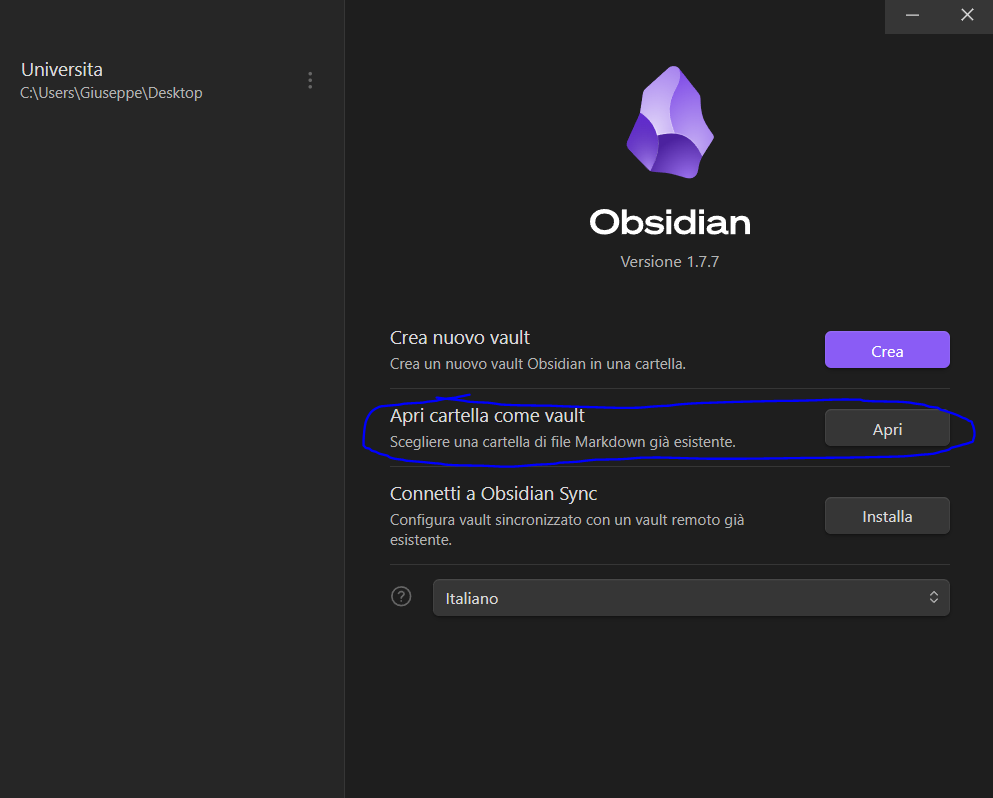 Universita
C:\Users\Giuseppe\Desktop
Obsidian
Versione 1.7.7
Crea nuovo vault
Crea un nuovo vault Obsidian in una cartella.
Crea
Apri cartella come vault
Scegliere una cartella di file Markdown già esistente.
Apri
Connetti a Obsidian Sync
Configura vault sincronizzato con un vault remoto già
esistente.
Installa
Italiano